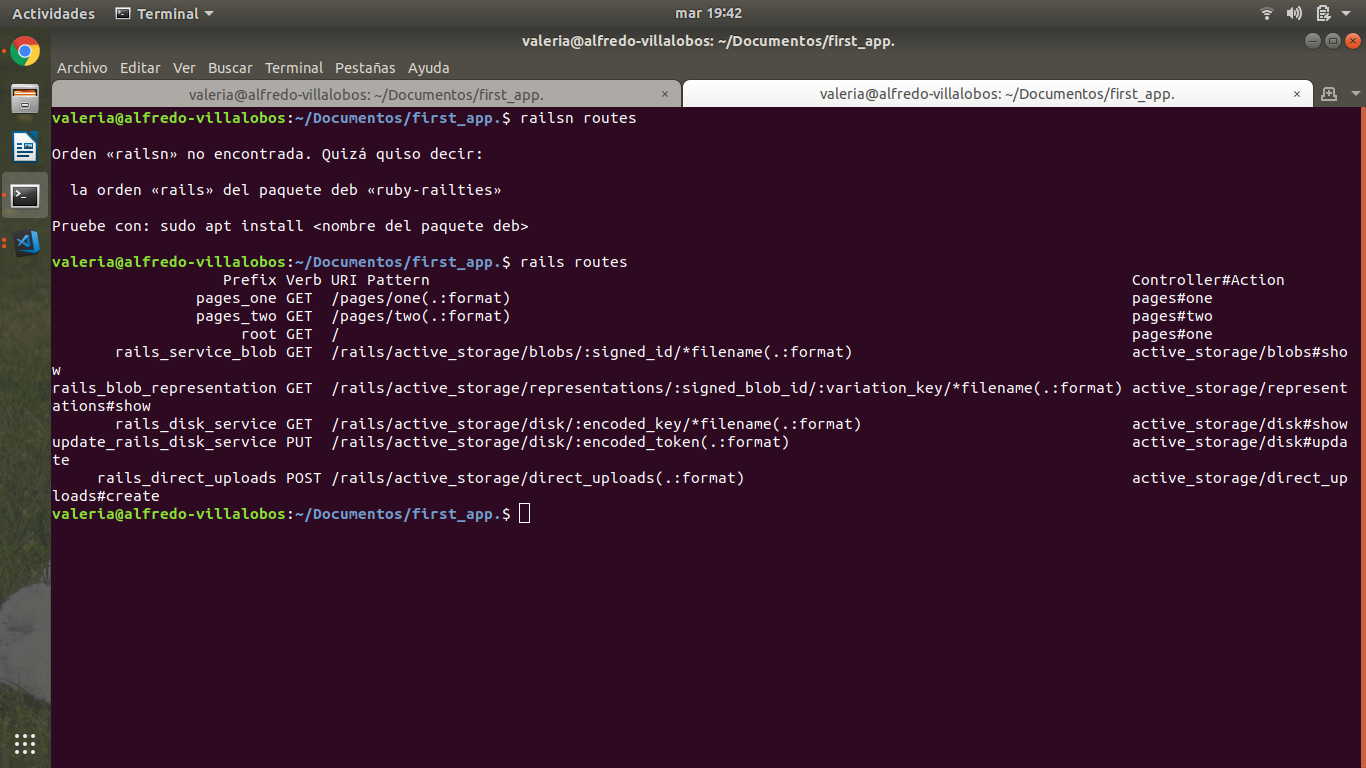 Actividades Terminal mar 19:42
valeria@alfredo-villalobos: ~/Documentos/first_app.
Archivo Editar Ver Buscar Terminal Pestañas Ayuda
valeria@alfredo-villalobos: ~/Documentos/first_app. × valeria@alfredo-villalobos: ~/Documentos/first_app. ×
valeria@alfredo-villalobos:~/Documentos/first_app.$ railsn routes
Orden «railsn» no encontrada. Quizá quiso decir:
la orden «rails» del paquete deb «ruby-railties»
Pruebe con: sudo apt install <nombre del paquete deb>
valeria@alfredo-villalobos:~/Documentos/first_app.$ rails routes
Prefix Verb URI Pattern Controller#Action
pages_one GET /pages/one(.:format) pages#one
pages_two GET /pages/two(.:format) pages#two
root GET / pages#one
rails_service_blob GET /rails/active_storage/blobs/:signed_id/*filename(.:format) active_storage/blobs#sho
w
rails_blob_representation GET /rails/active_storage/representations/:signed_blob_id/:variation_key/*filename(.:format) active_storage/represent
ations#show
rails_disk_service GET /rails/active_storage/disk/:encoded_key/*filename(.:format) active_storage/disk#show
update_rails_disk_service PUT /rails/active_storage/disk/:encoded_token(.:format) active_storage/disk#upda
te
rails_direct_uploads POST /rails/active_storage/direct_uploads(.:format) active_storage/direct_up
loads#create
valeria@alfredo-villalobos:~/Documentos/first_app.$